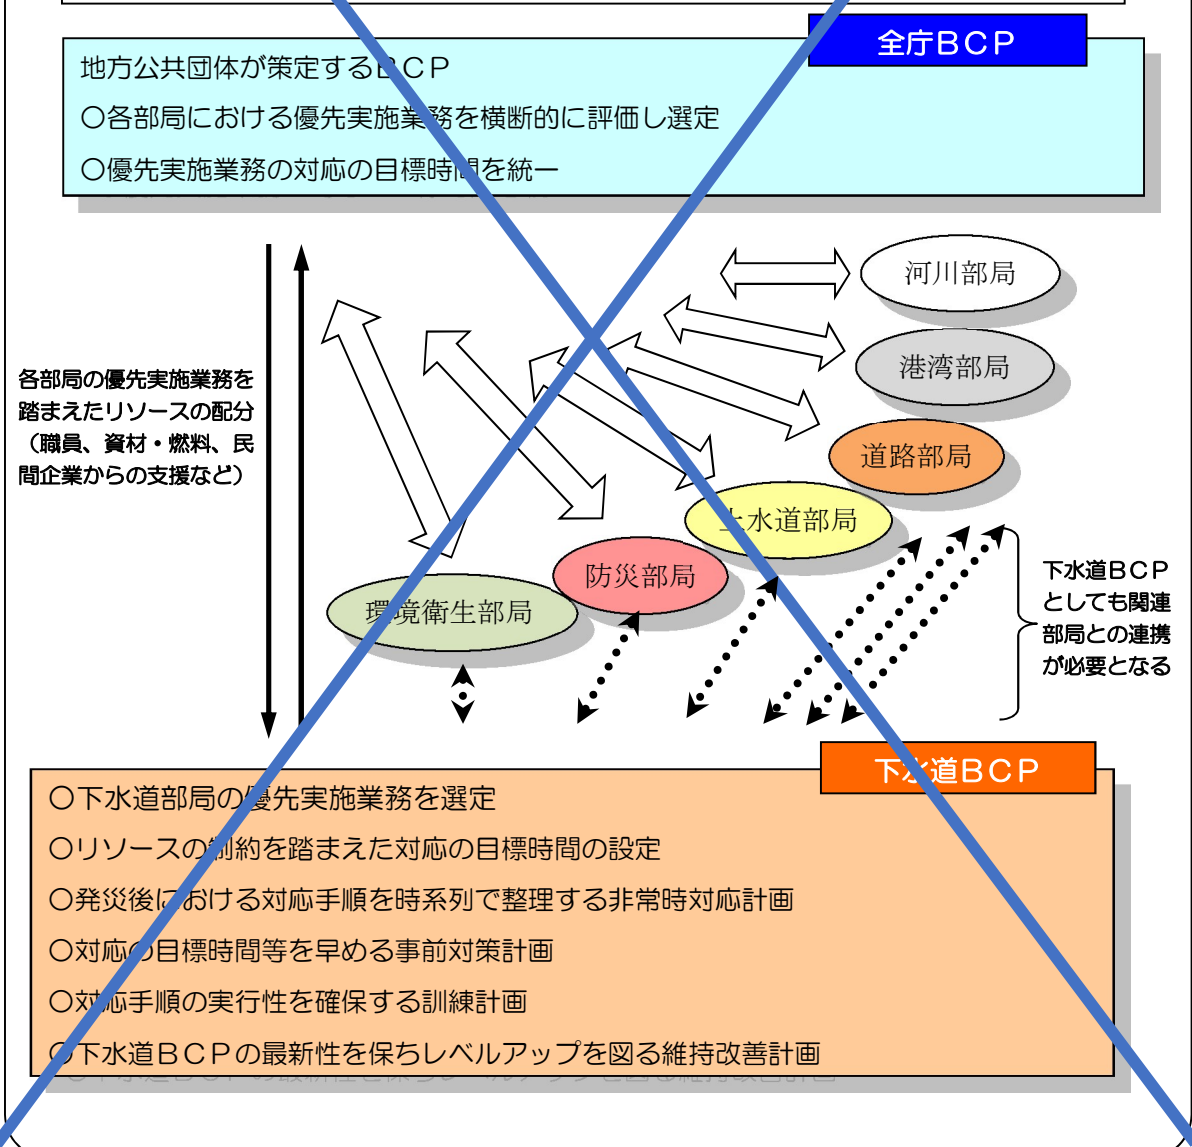 全庁ＢＣＰ
地方公共団体が策定するＢＣＰ
〇各部局における優先実施業務を横断的に評価し選定
〇優先実施業務の対応の目標時間を統一
河川部局
港湾部局
道路部局
上水道部局
防災部局
環境衛生部局
各部局の優先実施業務を
踏まえたリソースの配分
（職員、資材・燃料、民
間企業からの支援など）
下水道ＢＣＰ
としても関連
部局との連携
が必要となる
下水道ＢＣＰ
〇下水道部局の優先実施業務を選定
〇リソースの制約を踏まえた対応の目標時間の設定
〇発災後における対応手順を時系列で整理する非常時対応計画
〇対応の目標時間等を早める事前対策計画
〇対応手順の実行性を確保する訓練計画
〇下水道ＢＣＰの最新性を保ちレベルアップを図る維持改善計画